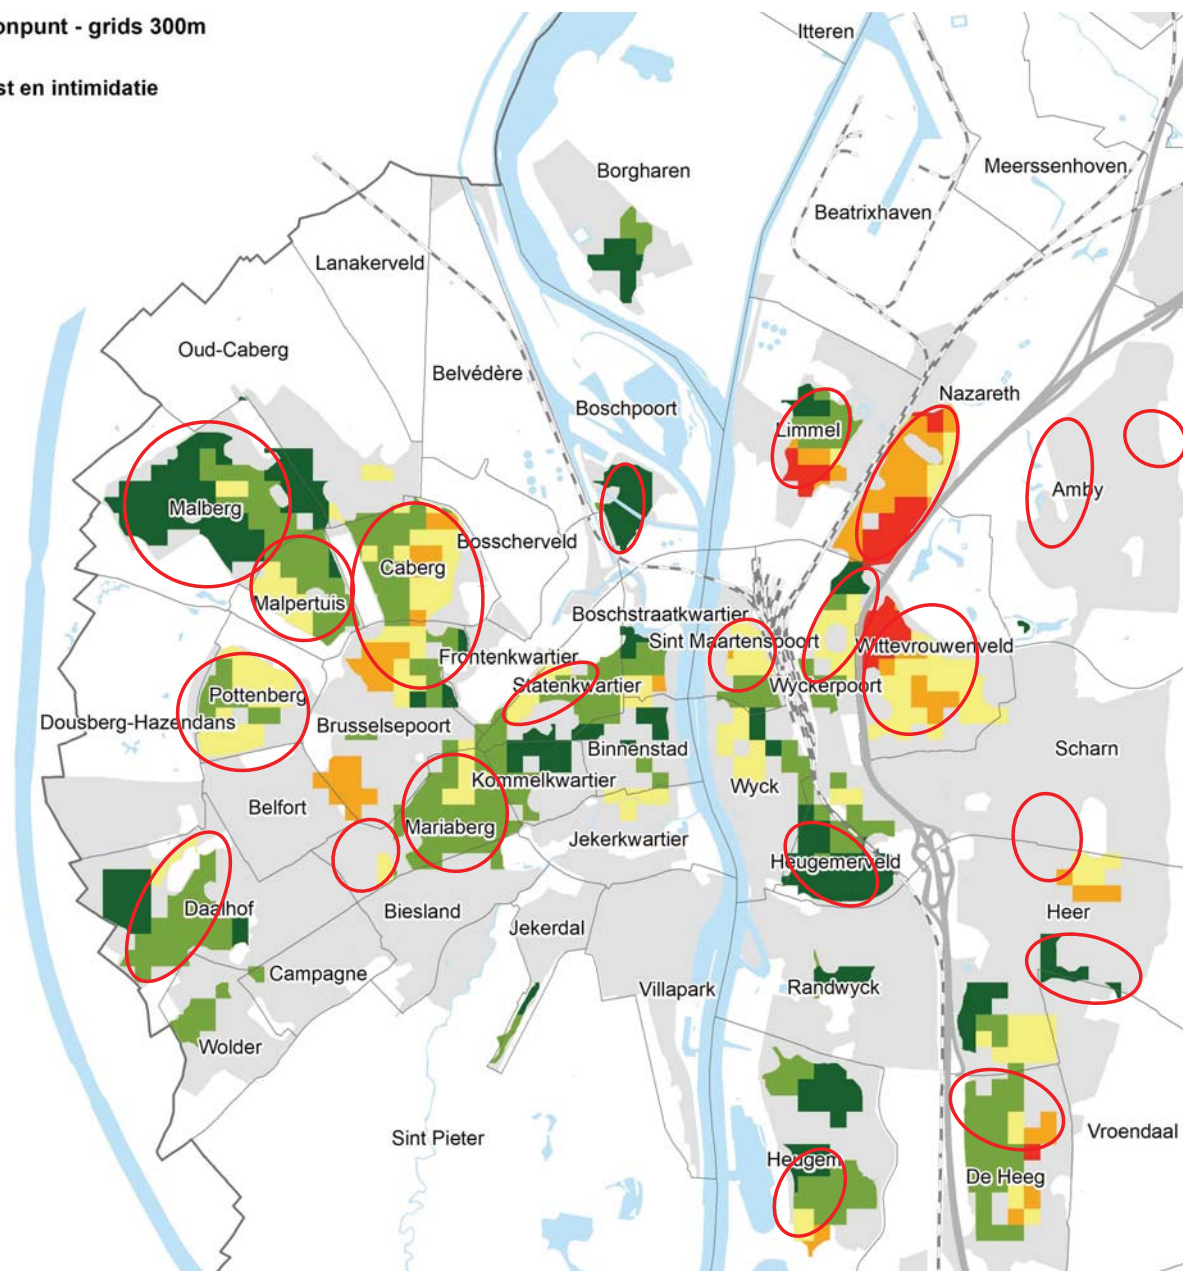 onpunt - grids 300m
st en intimidatie
Itteren
Borgharen
Meerssenhoven
Beatrixhaven
Lanakerveld
Oud-Caberg
Belvédère
Boschpoort
Nazareth
Limmel
Amby
Malberg
Bosscherveld
Caberg
Malpertuis
Boschstraatkwartier
Sint Maartenspoort
Wittevrouwenveld
Frontenkwartier
Statenkwartier
Wyckerpoort
Pottenberg
Dousberg-Hazendans
Brusselsepoort
Binnenstad
Scharn
Kommelkwartier
Wyck
Belfort
Mariaberg
Jekerkwartier
Heugemerveld
Daalhof
Biesland
Heer
Jekerdal
Campagne
Villapark
Randwyck
Wolder
Sint Pieter
Vroendaal
Heugem
De Heeg